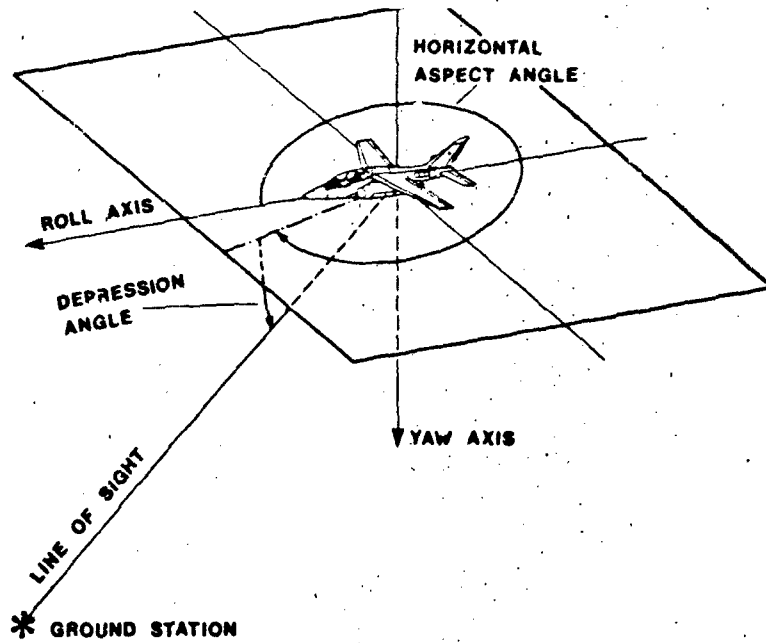 HORIZONTAL
ASPECT ANGLE
ROLL AXIS
DEPRESSION
ANGLE
YAW AXIS
LINE OF SIGHT
GROUND STATION